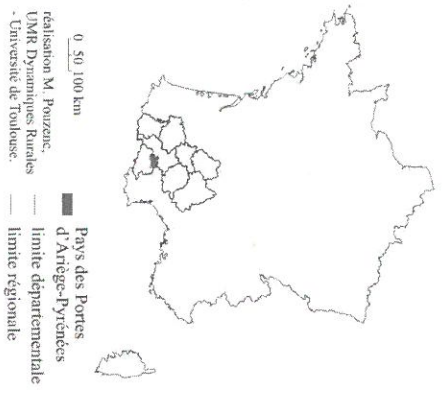 0 50 100 km
réalisation M. Pouzenc,
UMR Dynamiques Rurales
- Université de Toulouse.
Pays des Portes
d'Ariège-Pyrénées
limite départementale
limite régionale